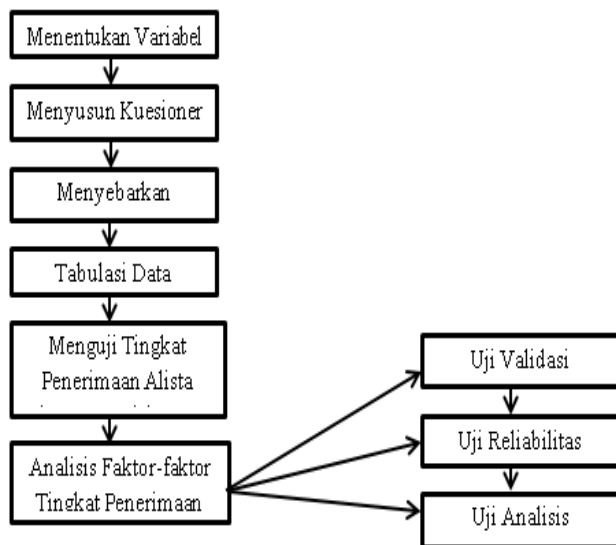 Menentukan Variabel
Menyusun Kuesioner
Menyebarkan
Tabulasi Data
Menguji Tingkat
Penerimaan Alista
Analisis Faktor-faktor
Tingkat Penerimaan
Uji Validasi
Uji Reliabilitas
Uji Analisis